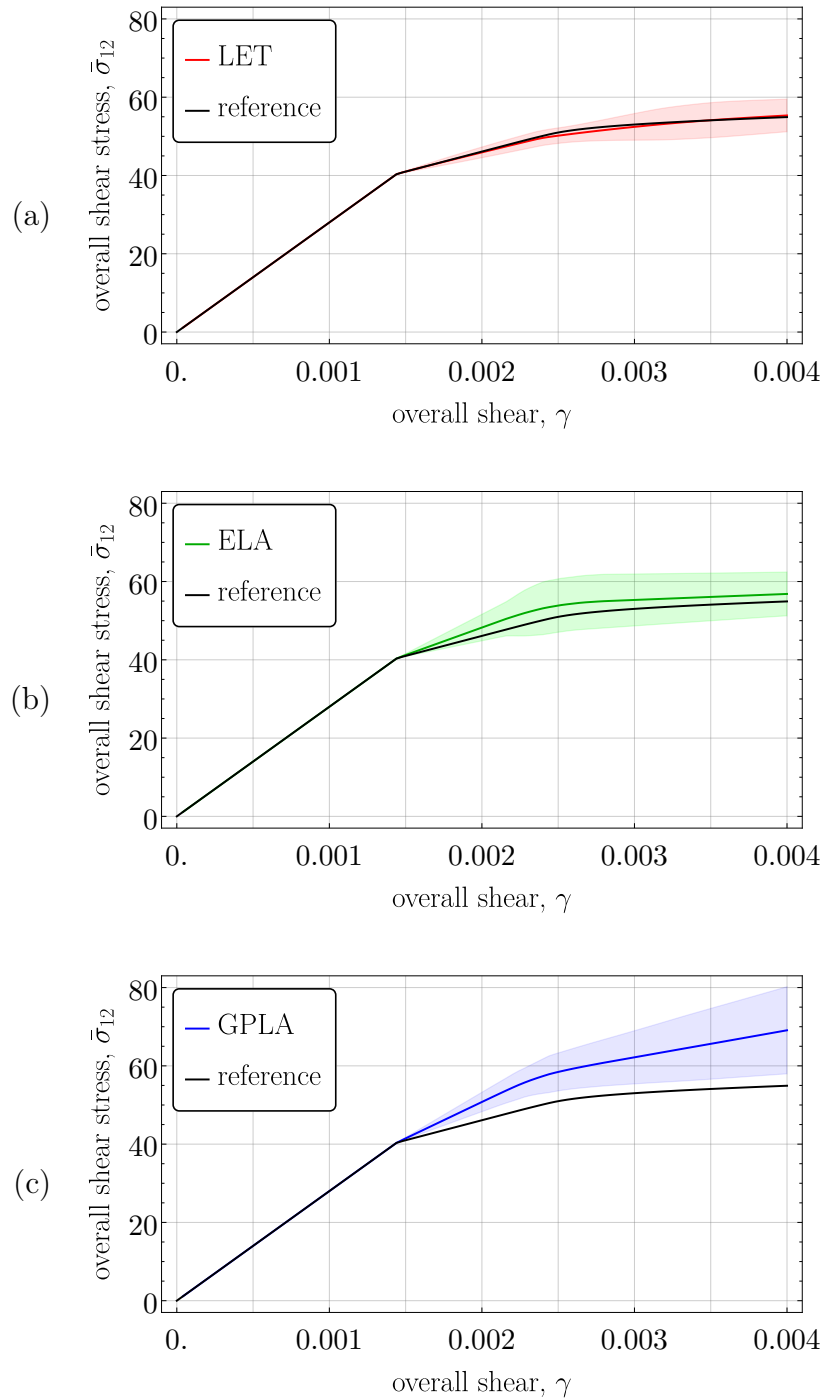 (a)
overall shear stress, σ̄₁₂
80
60
40
20
0
LET
reference
0. 0.001 0.002 0.003 0.004
overall shear, γ
(b)
overall shear stress, σ̄₁₂
80
60
40
20
0
ELA
reference
0. 0.001 0.002 0.003 0.004
overall shear, γ
(c)
overall shear stress, σ̄₁₂
80
60
40
20
0
GPLA
reference
0. 0.001 0.002 0.003 0.004
overall shear, γ